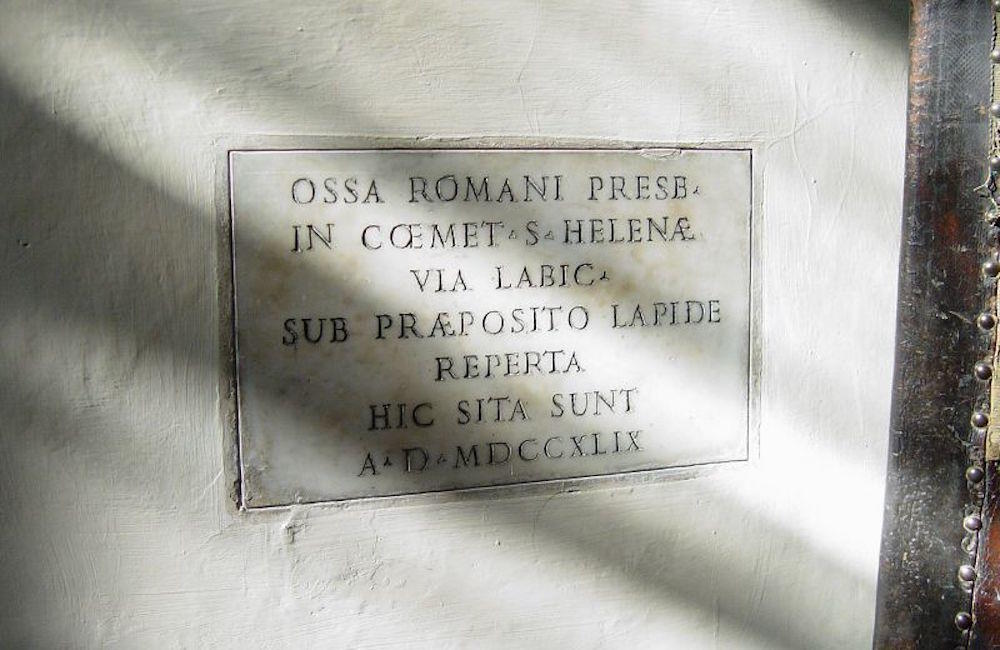 OSSA ROMANI PRESB▵
IN CŒMET▵S▵HELENÆ
VIA LABIC▵
SUB PRÆPOSITO LAPIDE
REPERTA
HIC SITA SUNT
A▵D▵MDCCXLIX